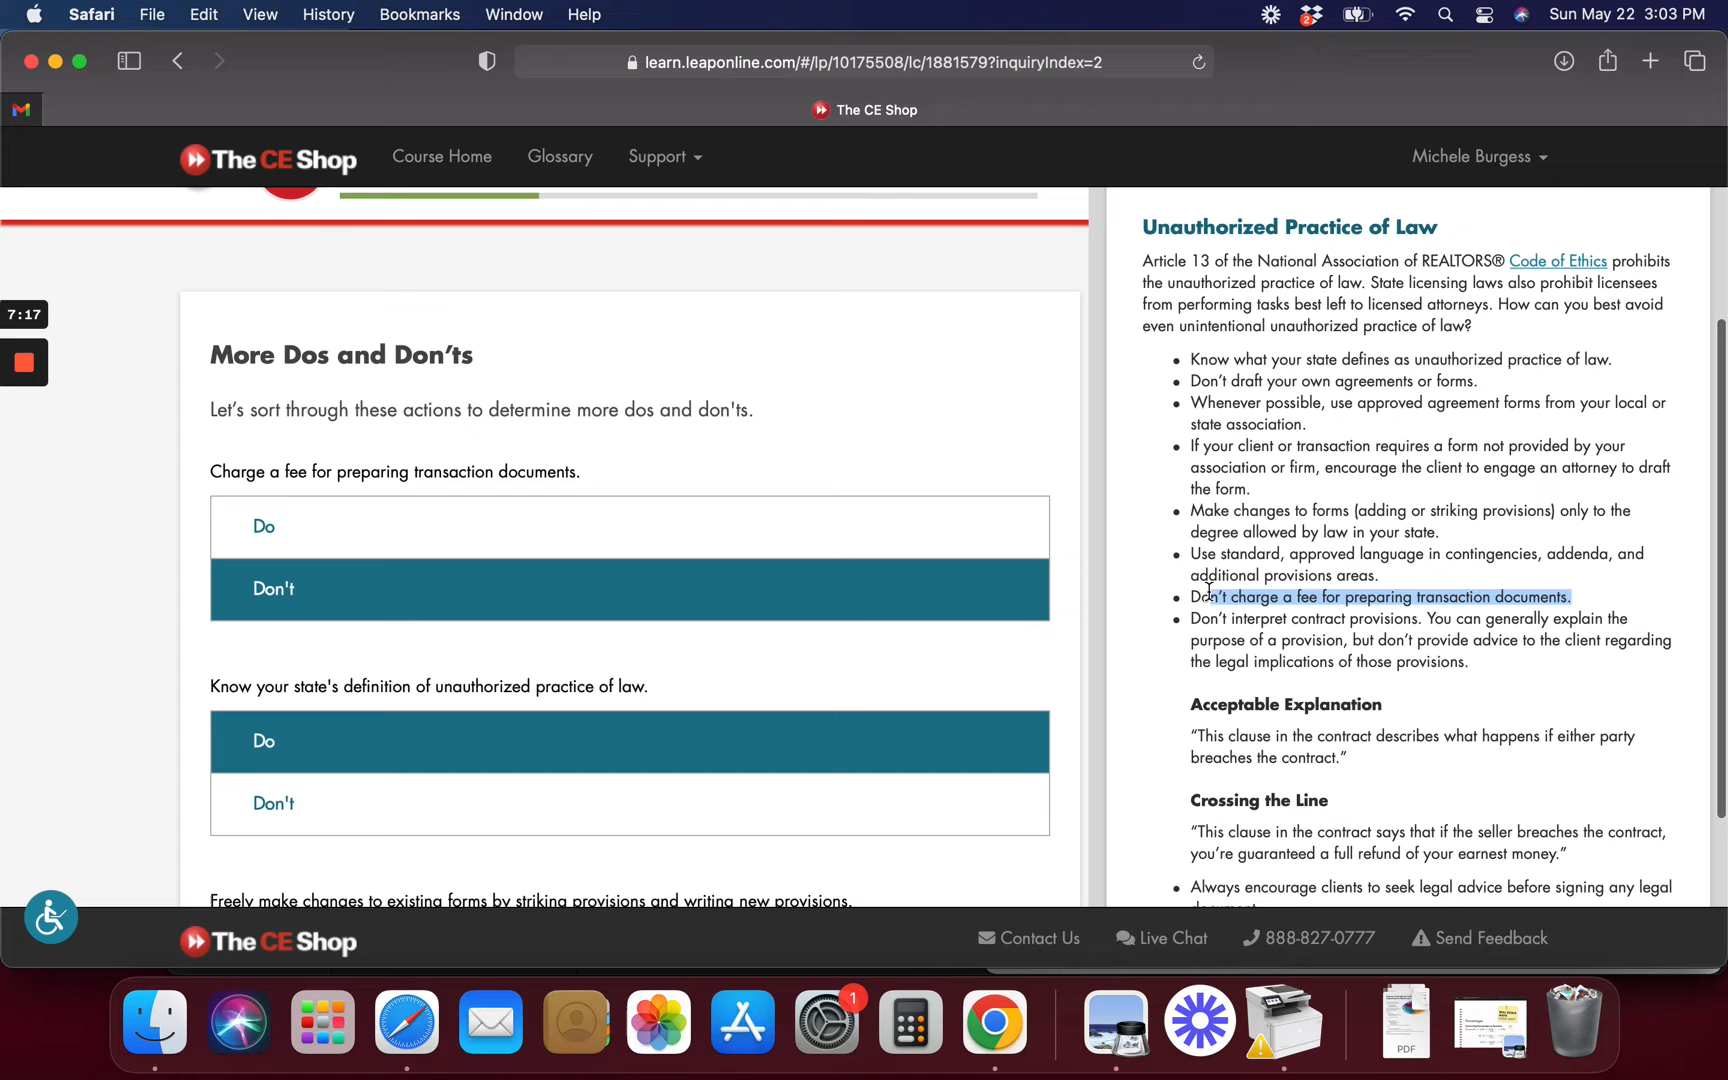 Safari File Edit View History Bookmarks Window Help
2
Sun May 22 3:03 PM
learn.leaponline.com/#/lp/10175508/lc/1881579?inquiryIndex=2
The CE Shop
The CE Shop
Course Home Glossary Support
Michele Burgess
7:17
More Dos and Don'ts
Let's sort through these actions to determine more dos and don'ts.
Charge a fee for preparing transaction documents.
Do
Don't
Know your state's definition of unauthorized practice of law.
Do
Don't
Freely make changes to existing forms by striking provisions and writing new provisions.
Unauthorized Practice of Law
Article 13 of the National Association of REALTORS® Code of Ethics prohibits
the unauthorized practice of law. State licensing laws also prohibit licensees
from performing tasks best left to licensed attorneys. How can you best avoid
even unintentional unauthorized practice of law?
• Know what your state defines as unauthorized practice of law.
• Don't draft your own agreements or forms.
• Whenever possible, use approved agreement forms from your local or
state association.
• If your client or transaction requires a form not provided by your
association or firm, encourage the client to engage an attorney to draft
the form.
• Make changes to forms (adding or striking provisions) only to the
degree allowed by law in your state.
• Use standard, approved language in contingencies, addenda, and
additional provisions areas.
• Don't charge a fee for preparing transaction documents.
• Don't interpret contract provisions. You can generally explain the
purpose of a provision, but don't provide advice to the client regarding
the legal implications of those provisions.
Acceptable Explanation
"This clause in the contract describes what happens if either party
breaches the contract."
Crossing the Line
"This clause in the contract says that if the seller breaches the contract,
you're guaranteed a full refund of your earnest money."
• Always encourage clients to seek legal advice before signing any legal
The CE Shop
Contact Us Live Chat 888-827-0777 Send Feedback
1
PDF